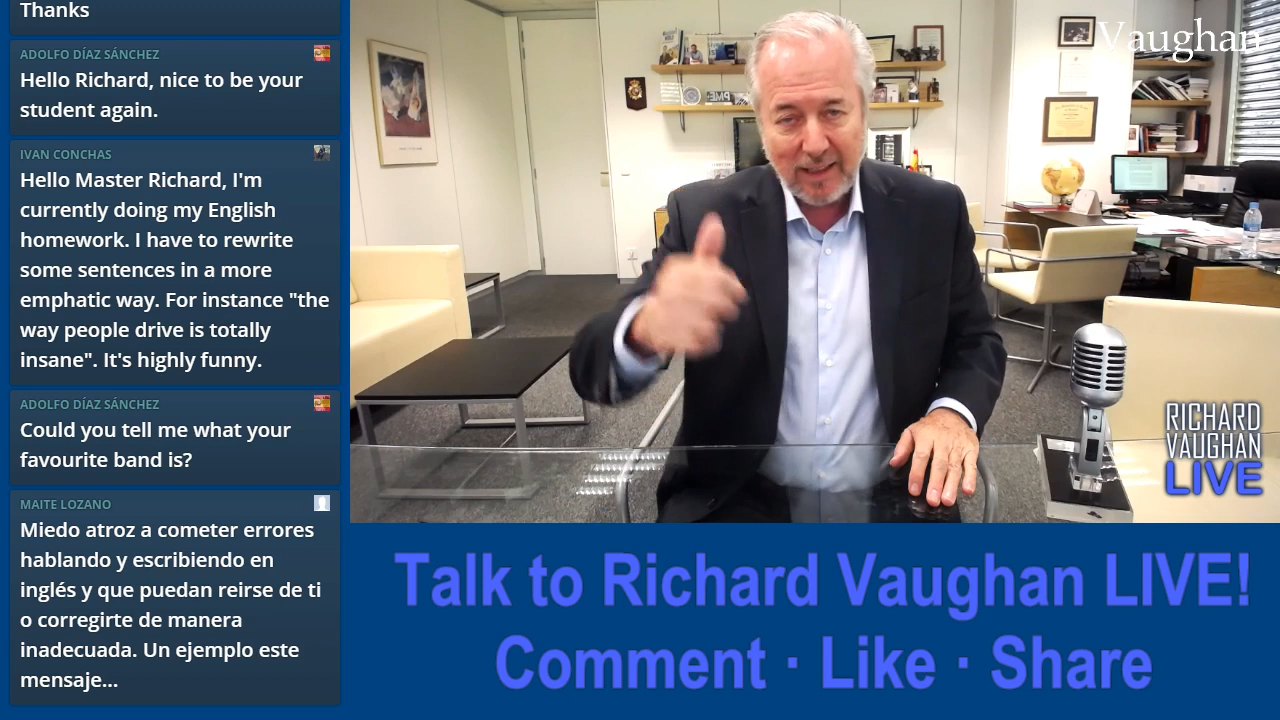 Thanks
ADOLFO DÍAZ SÁNCHEZ
Hello Richard, nice to be your
student again.
IVAN CONCHAS
Hello Master Richard, I'm
currently doing my English
homework. I have to rewrite
some sentences in a more
emphatic way. For instance "the
way people drive is totally
insane". It's highly funny.
ADOLFO DÍAZ SÁNCHEZ
Could you tell me what your
favourite band is?
MAITE LOZANO
Miedo atroz a cometer errores
hablando y escribiendo en
inglés y que puedan reirse de ti
o corregirte de manera
inadecuada. Un ejemplo este
mensaje...
Vaughan
RICHARD
VAUGHAN
LIVE
Talk to Richard Vaughan LIVE!
Comment · Like · Share